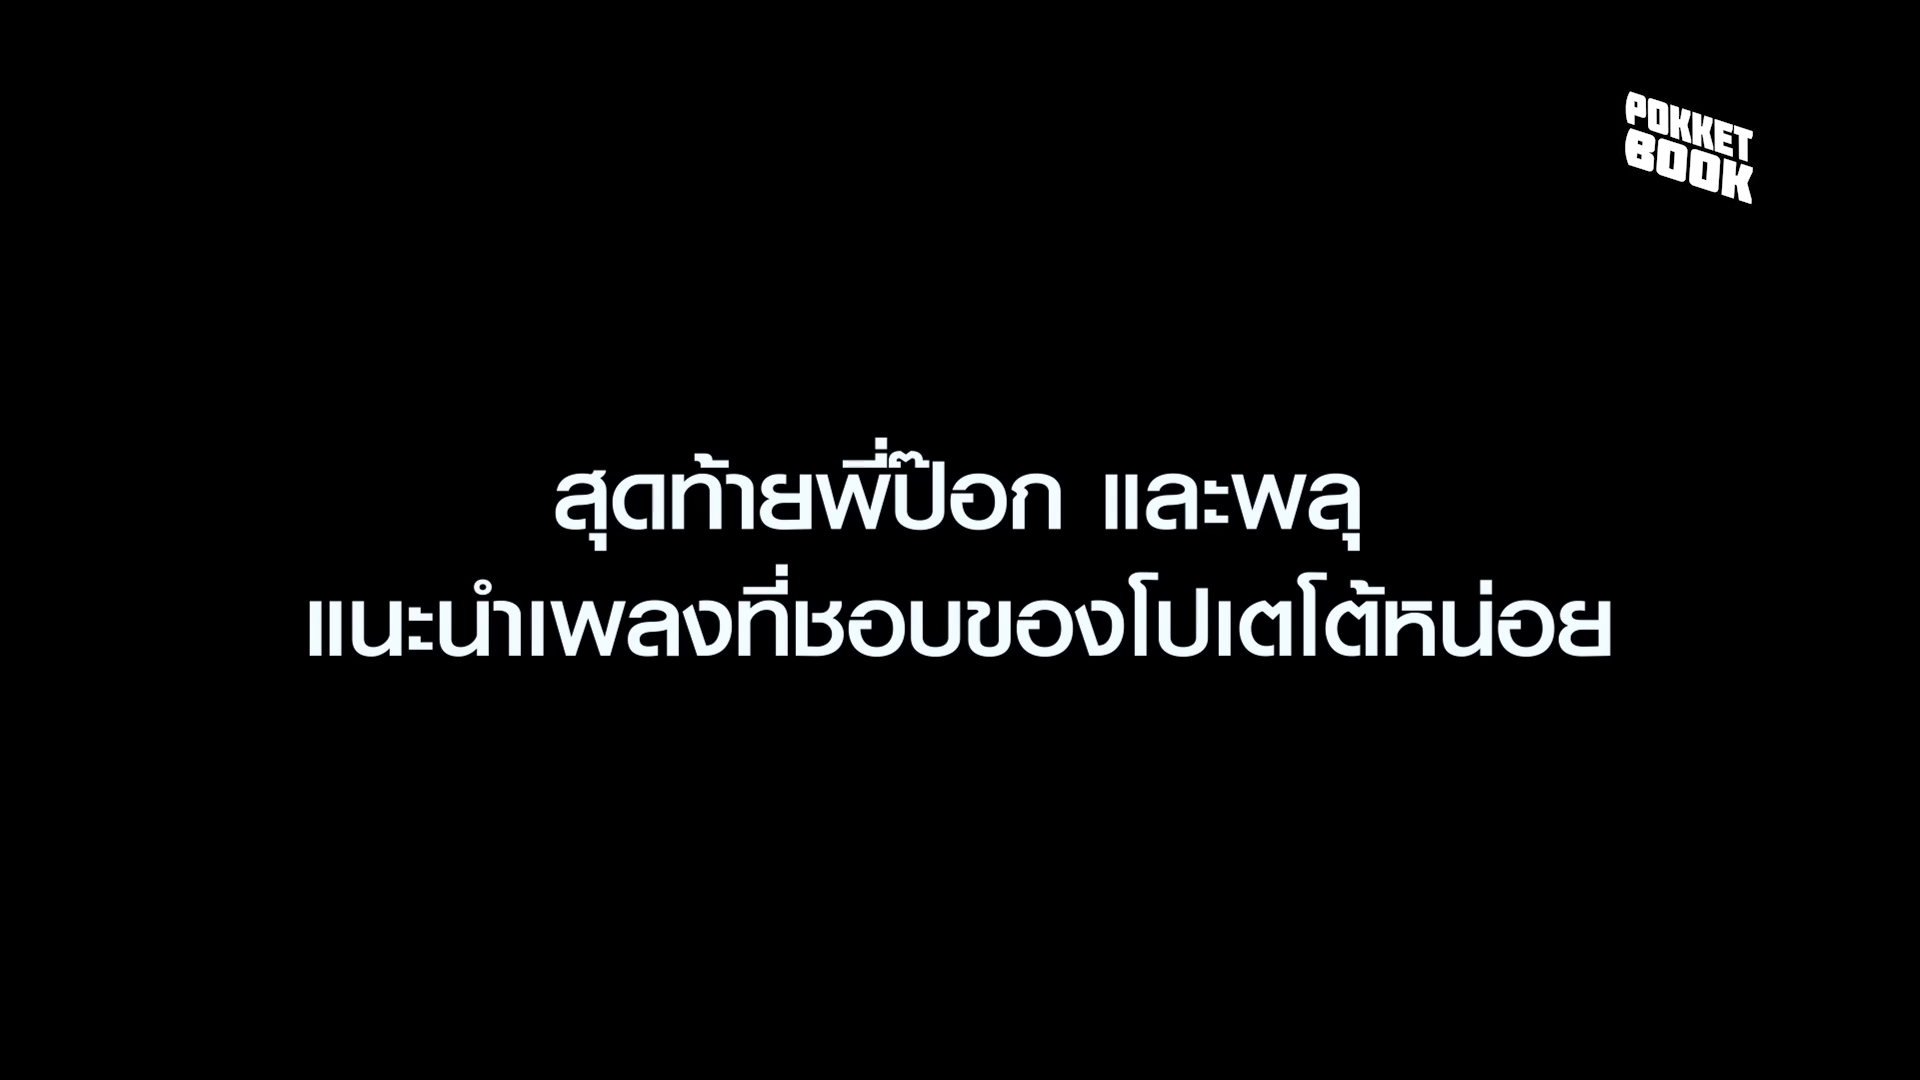 POKKET
BOOK
สุดท้ายพี่ป๊อก และพลุ
แนะนำเพลงที่ชอบของโปเตโต้หน่อย